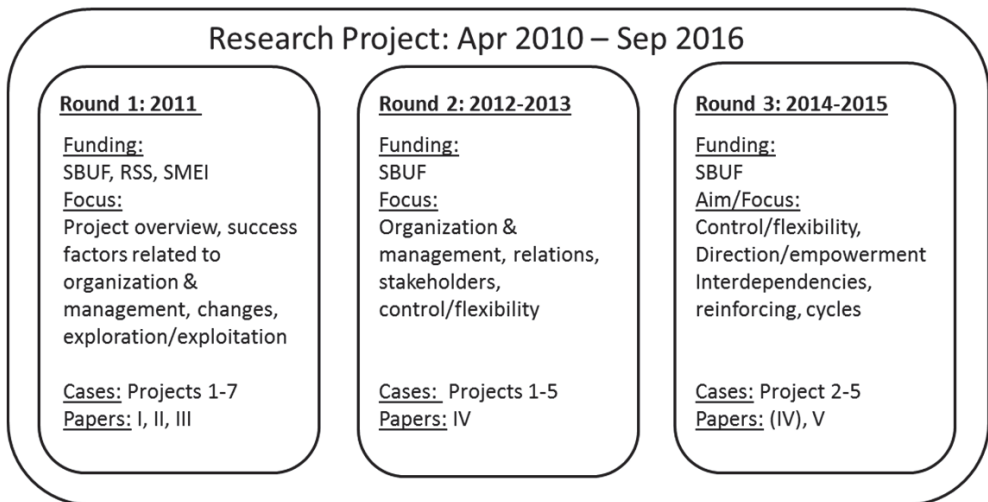 Research Project: Apr 2010 – Sep 2016
Round 1: 2011
Funding:
SBUF, RSS, SMEI
Focus:
Project overview, success
factors related to
organization &
management, changes,
exploration/exploitation
Cases: Projects 1-7
Papers: I, II, III
Round 2: 2012-2013
Funding:
SBUF
Focus:
Organization &
management, relations,
stakeholders,
control/flexibility
Cases:  Projects 1-5
Papers: IV
Round 3: 2014-2015
Funding:
SBUF
Aim/Focus:
Control/flexibility,
Direction/empowerment
Interdependencies,
reinforcing, cycles
Cases: Project 2-5
Papers: (IV), V